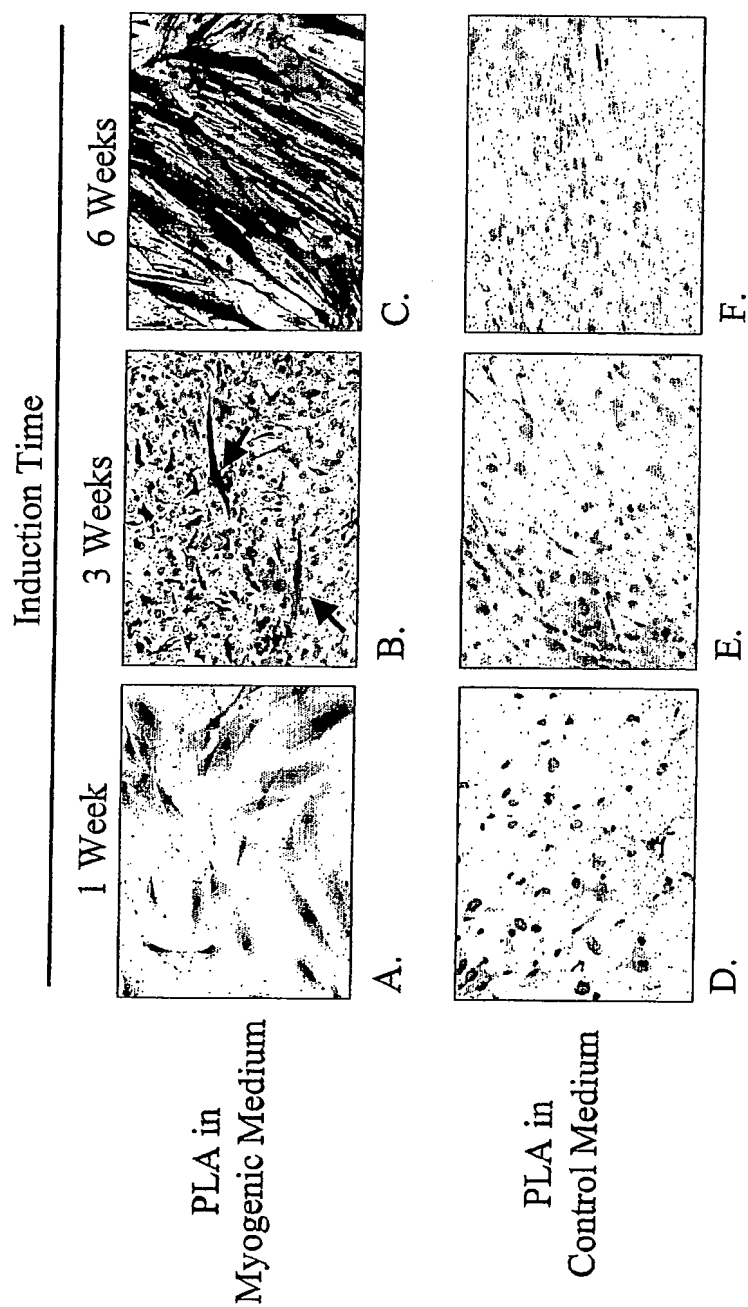 Induction Time
1 Week
3 Weeks
6 Weeks
PLA in
Myogenic Medium
A.
B.
C.
PLA in
Control Medium
D.
E.
F.